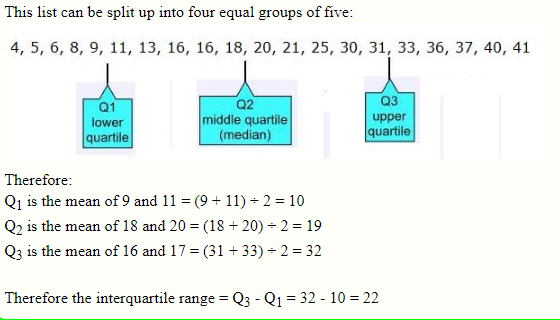 This list can be split up into four equal groups of five:
4, 5, 6, 8, 9, 11, 13, 16, 16, 18, 20, 21, 25, 30, 31, 33, 36, 37, 40, 41
Q1
lower
quartile
Q2
middle quartile
(median)
Q3
upper
quartile
Therefore:
Q₁ is the mean of 9 and 11 = (9 + 11) ÷ 2 = 10
Q₂ is the mean of 18 and 20 = (18 + 20) ÷ 2 = 19
Q₃ is the mean of 16 and 17 = (31 + 33) ÷ 2 = 32
Therefore the interquartile range = Q₃ - Q₁ = 32 - 10 = 22